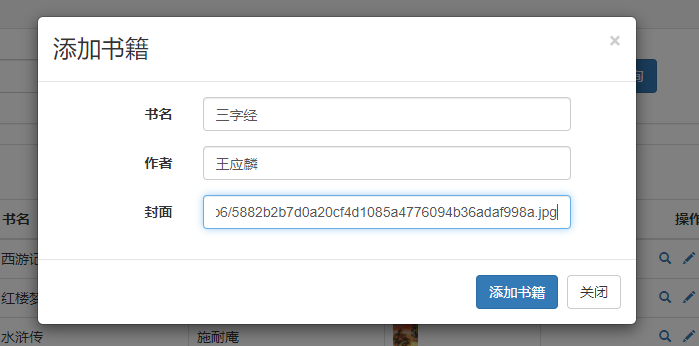 添加书籍
×
书名
三字经
作者
王应麟
封面
o6/5882b2b7d0a20cf4d1085a4776094b36adaf998a.jpg
添加书籍
关闭
书名
操作
西游记
红楼梦
水浒传
施耐庵